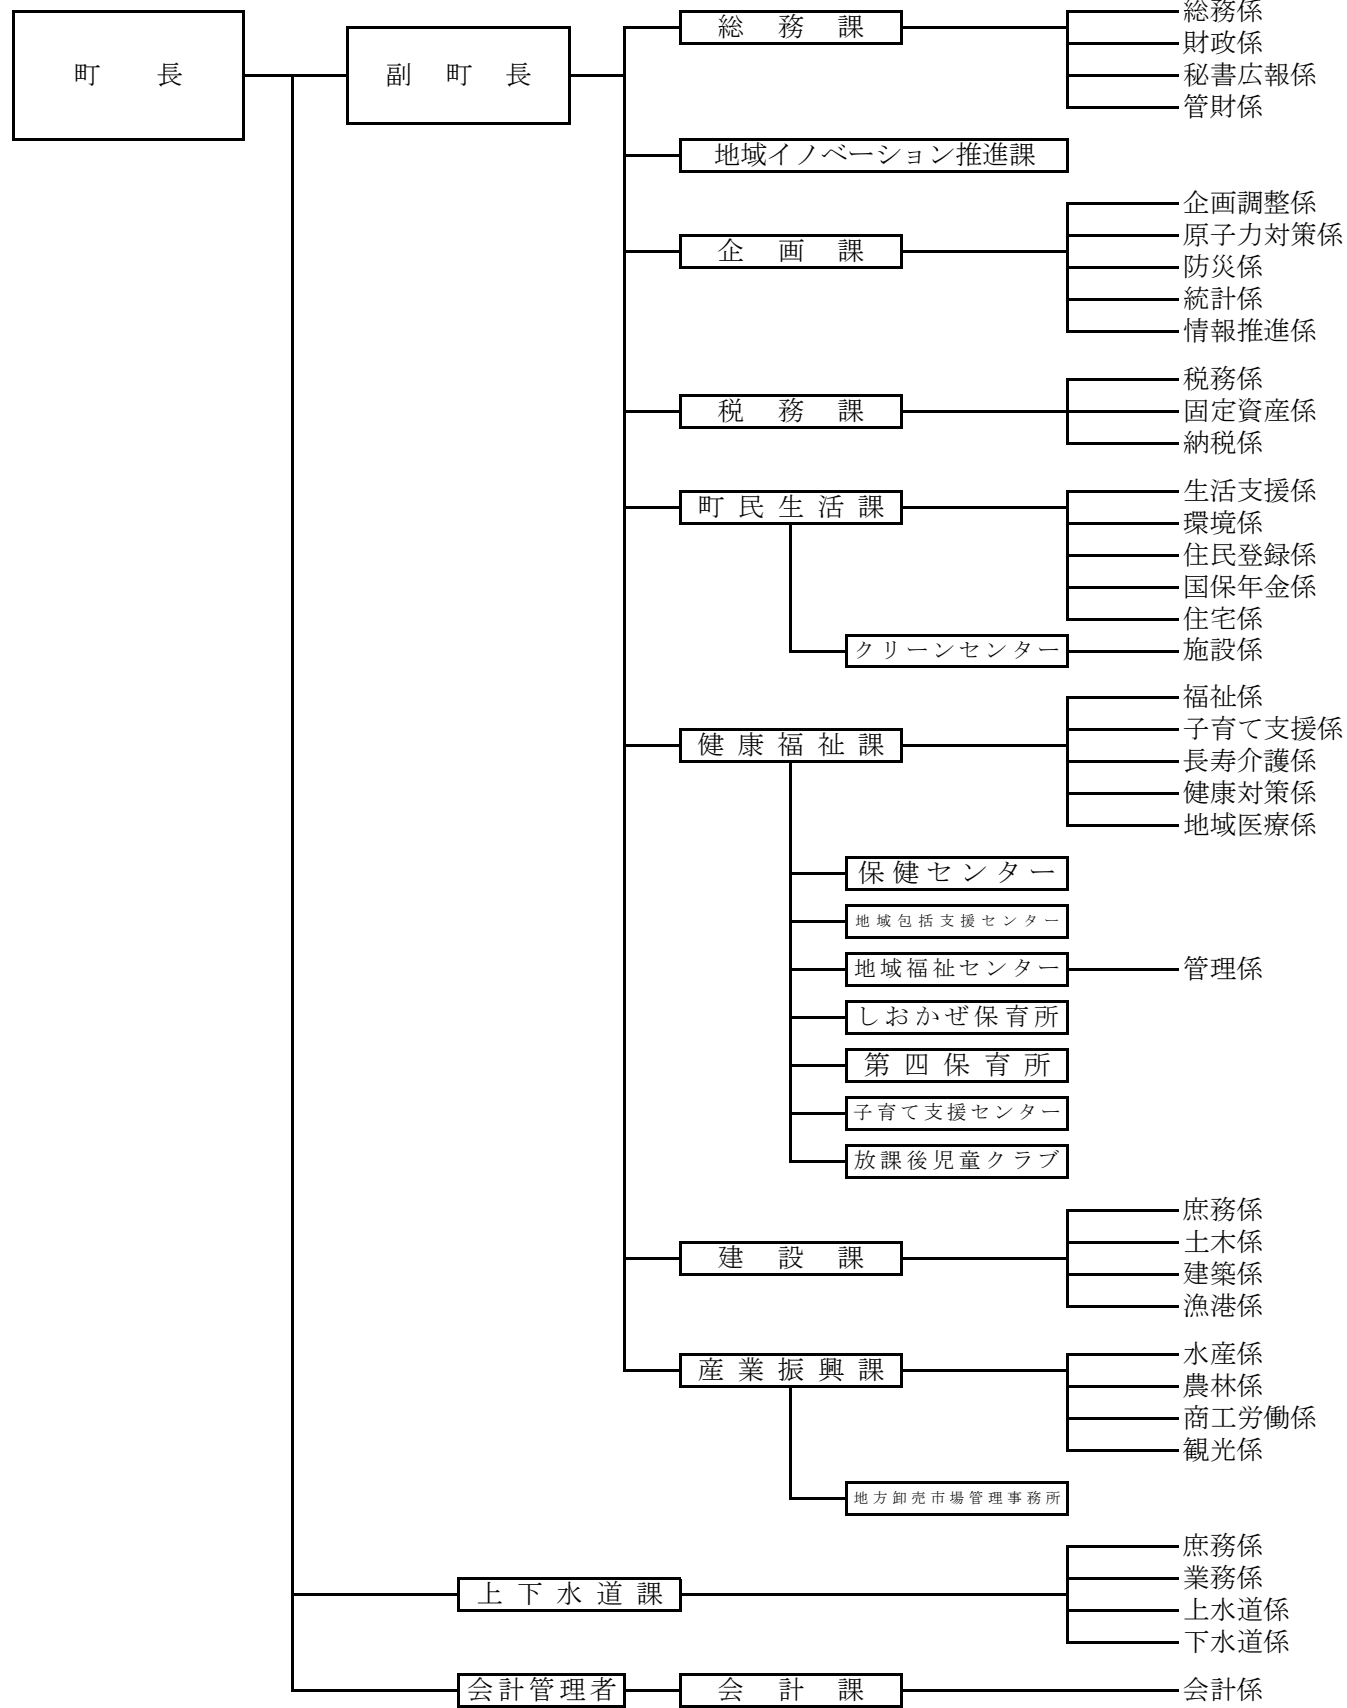 町長
副町長
総務課
総務係
財政係
秘書広報係
管財係
地域イノベーション推進課
企画課
企画調整係
原子力対策係
防災係
統計係
情報推進係
税務課
税務係
固定資産係
納税係
町民生活課
生活支援係
環境係
住民登録係
国保年金係
住宅係
クリーンセンター
施設係
健康福祉課
福祉係
子育て支援係
長寿介護係
健康対策係
地域医療係
保健センター
地域包括支援センター
地域福祉センター
管理係
しおかぜ保育所
第四保育所
子育て支援センター
放課後児童クラブ
建設課
庶務係
土木係
建築係
漁港係
産業振興課
水産係
農林係
商工労働係
観光係
地方卸売市場管理事務所
上下水道課
庶務係
業務係
上水道係
下水道係
会計管理者
会計課
会計係